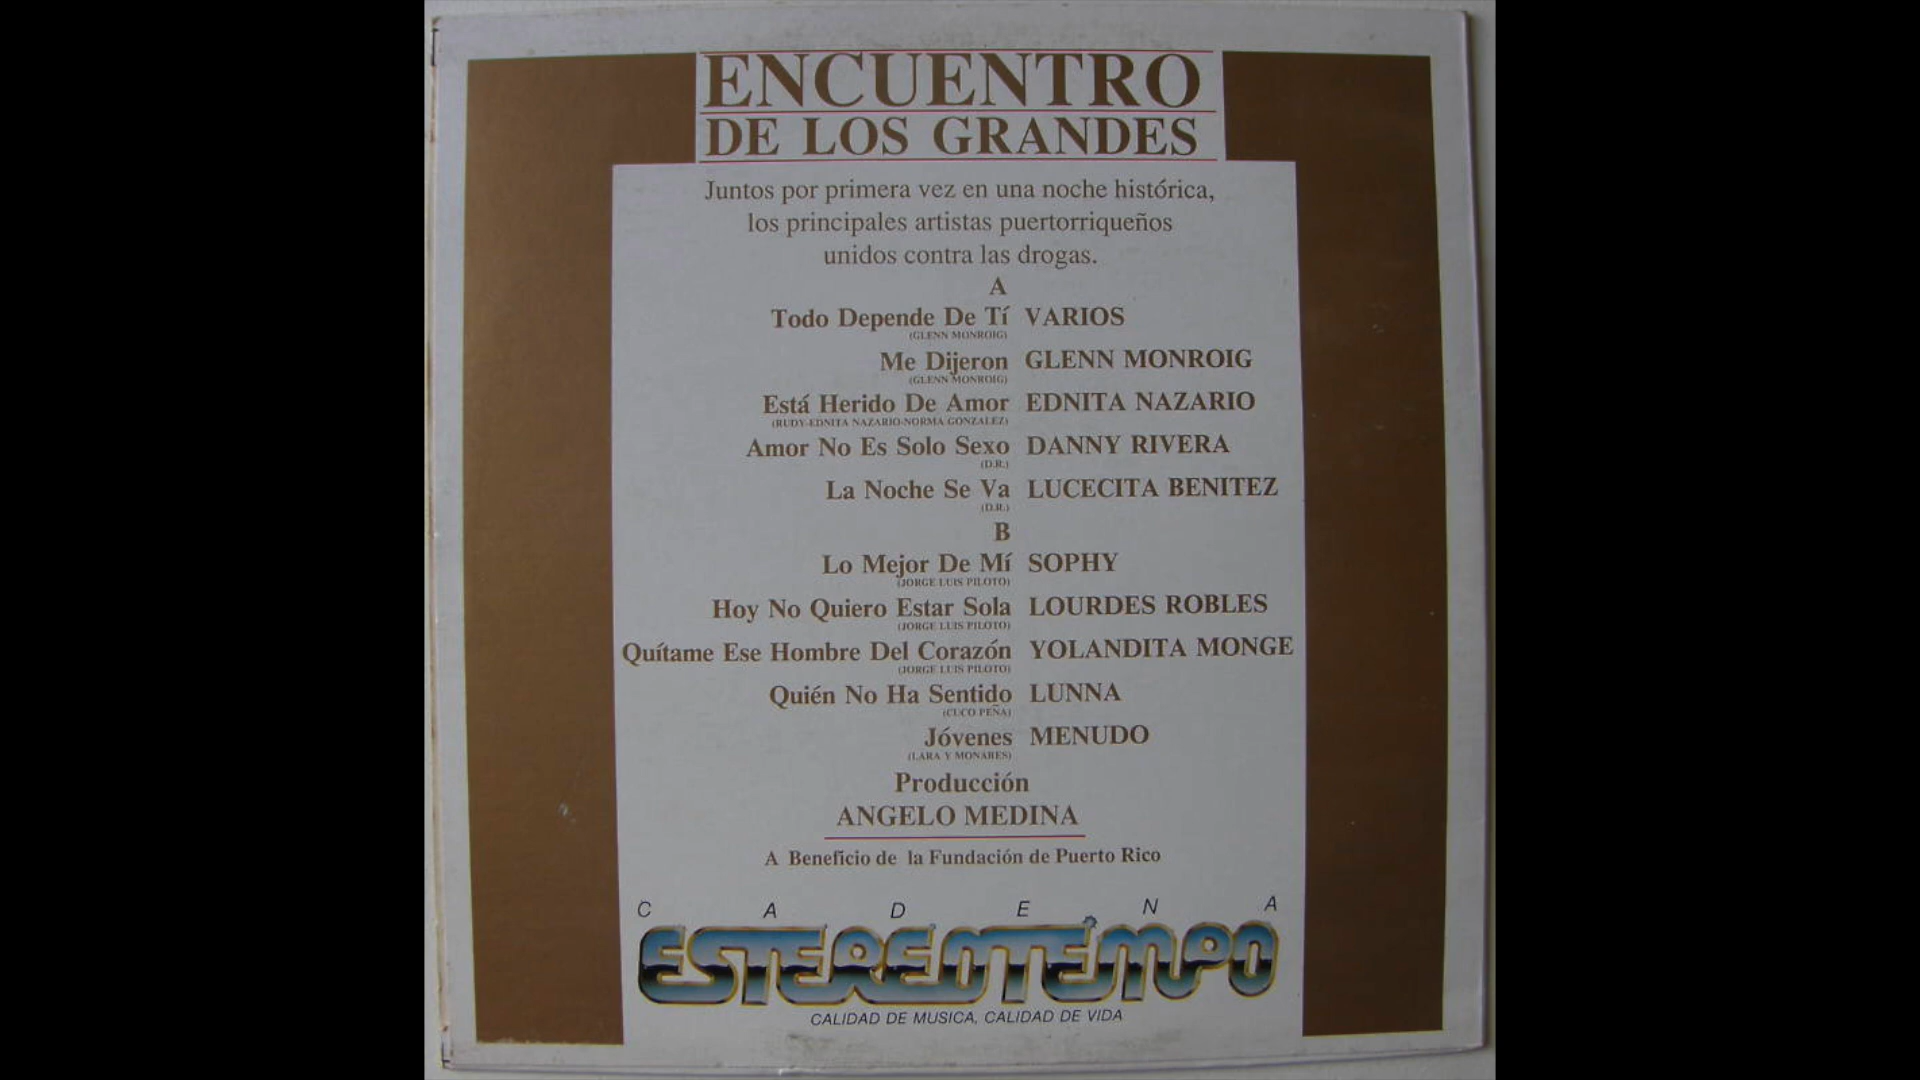 ENCUENTRO
DE LOS GRANDES
Juntos por primera vez en una noche histórica,
los principales artistas puertorriqueños
unidos contra las drogas.
A
Todo Depende De Tí VARIOS
(GLENN MONROIG)
Me Dijeron GLENN MONROIG
(GLENN MONROIG)
Está Herido De Amor EDNITA NAZARIO
(RUDY-EDNITA NAZARIO-NORMA GONZALEZ)
Amor No Es Solo Sexo DANNY RIVERA
(D.R.)
La Noche Se Va LUCECITA BENITEZ
(D.R.)
B
Lo Mejor De Mí SOPHY
(JORGE LUIS PILOTO)
Hoy No Quiero Estar Sola LOURDES ROBLES
(JORGE LUIS PILOTO)
Quítame Ese Hombre Del Corazón YOLANDITA MONGE
(JORGE LUIS PILOTO)
Quién No Ha Sentido LUNNA
(CUCO PEÑA)
Jóvenes MENUDO
(LARA Y MONARES)
Producción
ANGELO MEDINA
A Beneficio de la Fundación de Puerto Rico
CADENA
ESTEREOTEMPO
CALIDAD DE MUSICA, CALIDAD DE VIDA